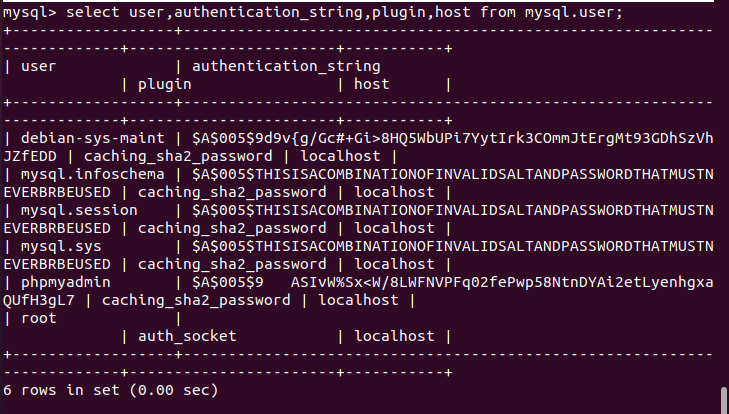 mysql> select user,authentication_string,plugin,host from mysql.user;
+------------------+------------------------------------------------------
-------------+-----------------------+-----------+
| user             | authentication_string
             | plugin                | host      |
+------------------+------------------------------------------------------
-------------+-----------------------+-----------+
| debian-sys-maint | $A$005$9d9v{g/Gc#+Gi>8HQ5WbUPi7YytIrk3COmmJtErgMt93GDhSzVh
JZfEDD | caching_sha2_password | localhost |
| mysql.infoschema | $A$005$THISISACOMBINATIONOFINVALIDSALTANDPASSWORDTHATMUSTN
EVERBRBEUSED | caching_sha2_password | localhost |
| mysql.session    | $A$005$THISISACOMBINATIONOFINVALIDSALTANDPASSWORDTHATMUSTN
EVERBRBEUSED | caching_sha2_password | localhost |
| mysql.sys        | $A$005$THISISACOMBINATIONOFINVALIDSALTANDPASSWORDTHATMUSTN
EVERBRBEUSED | caching_sha2_password | localhost |
| phpmyadmin       | $A$005$9   ASIvW%Sx<W/8LWFNVPFq02fePwp58NtnDYAi2etLyenhgxa
QUfH3gL7 | caching_sha2_password | localhost |
| root             |
             | auth_socket           | localhost |
+------------------+------------------------------------------------------
-------------+-----------------------+-----------+
6 rows in set (0.00 sec)